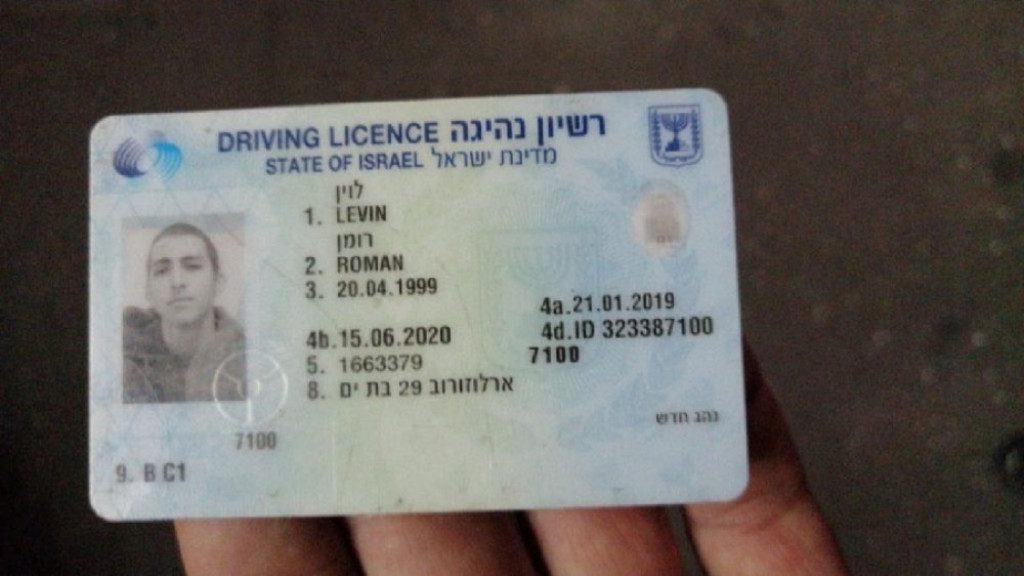 DRIVING LICENCE רשיון נהיגה
STATE OF ISRAEL מדינת ישראל
לוין
1. LEVIN
רומן
2. ROMAN
3. 20.04.1999
4a.21.01.2019
4b.15.06.2020
4d.ID 323387100
5. 1663379
7100
8. ארלוזורוב 29 בת ים
נהג חדש
7100
9. B C1